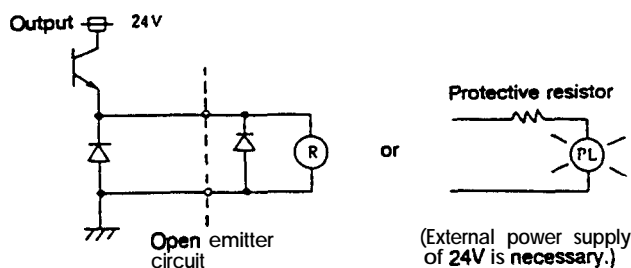 Output 24V
Protective resistor
R
or
PL
Open emitter
circuit
(External power supply
of 24V is necessary.)